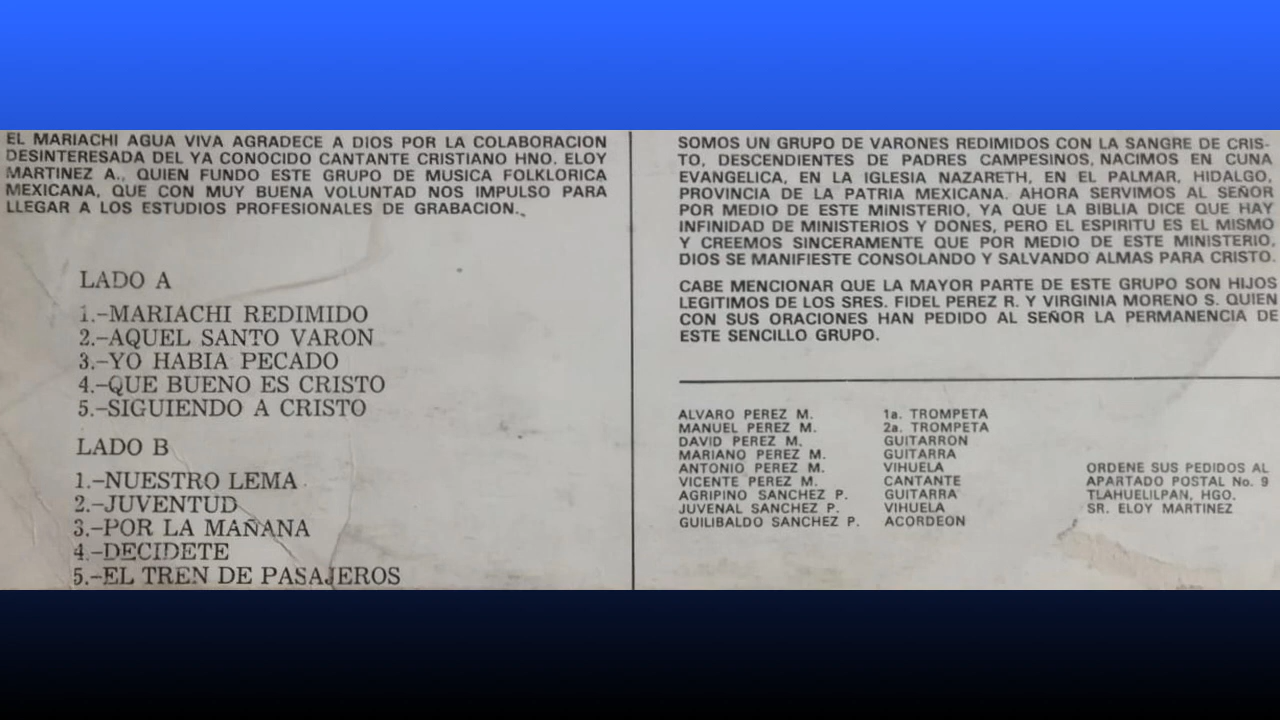 EL MARIACHI AGUA VIVA AGRADECE A DIOS POR LA COLABORACION
DESINTERESADA DEL YA CONOCIDO CANTANTE CRISTIANO HNO. ELOY
MARTINEZ A., QUIEN FUNDO ESTE GRUPO DE MUSICA FOLKLORICA
MEXICANA, QUE CON MUY BUENA VOLUNTAD NOS IMPULSO PARA
LLEGAR A LOS ESTUDIOS PROFESIONALES DE GRABACION.
LADO A
1.-MARIACHI REDIMIDO
2.-AQUEL SANTO VARON
3.-YO HABIA PECADO
4.-QUE BUENO ES CRISTO
5.-SIGUIENDO A CRISTO
LADO B
1.-NUESTRO LEMA
2.-JUVENTUD
3.-POR LA MAÑANA
4.-DECIDETE
5.-EL TREN DE PASAJEROS
SOMOS UN GRUPO DE VARONES REDIMIDOS CON LA SANGRE DE CRIS-
TO, DESCENDIENTES DE PADRES CAMPESINOS, NACIMOS EN CUNA
EVANGELICA, EN LA IGLESIA NAZARETH, EN EL PALMAR, HIDALGO,
PROVINCIA DE LA PATRIA MEXICANA. AHORA SERVIMOS AL SEÑOR
POR MEDIO DE ESTE MINISTERIO, YA QUE LA BIBLIA DICE QUE HAY
INFINIDAD DE MINISTERIOS Y DONES, PERO EL ESPIRITU ES EL MISMO
Y CREEMOS SINCERAMENTE QUE POR MEDIO DE ESTE MINISTERIO,
DIOS SE MANIFIESTE CONSOLANDO Y SALVANDO ALMAS PARA CRISTO.
CABE MENCIONAR QUE LA MAYOR PARTE DE ESTE GRUPO SON HIJOS
LEGITIMOS DE LOS SRES. FIDEL PEREZ R. Y VIRGINIA MORENO S. QUIEN
CON SUS ORACIONES HAN PEDIDO AL SEÑOR LA PERMANENCIA DE
ESTE SENCILLO GRUPO.
ALVARO PEREZ M. 1a. TROMPETA
MANUEL PEREZ M. 2a. TROMPETA
DAVID PEREZ M. GUITARRON
MARIANO PEREZ M. GUITARRA
ANTONIO PEREZ M. VIHUELA
VICENTE PEREZ M. CANTANTE
AGRIPINO SANCHEZ P. GUITARRA
JUVENAL SANCHEZ P. VIHUELA
GUILIBALDO SANCHEZ P. ACORDEON
ORDENE SUS PEDIDOS AL
APARTADO POSTAL No. 9
TLAHUELILPAN, HGO.
SR. ELOY MARTINEZ